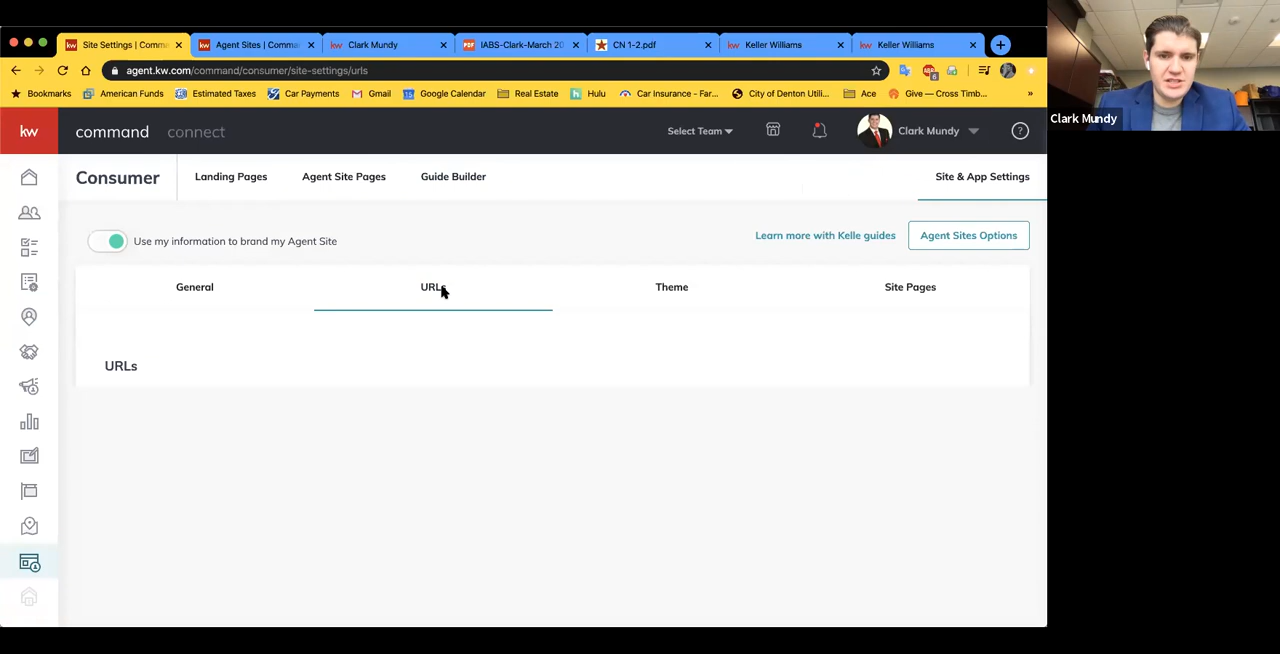 Site Settings | Comma
Agent Sites | Comma
Clark Mundy
IABS-Clark-March 20
CN 1-2.pdf
Keller Williams
Keller Williams
agent.kw.com/command/consumer/site-settings/urls
Bookmarks
American Funds
Estimated Taxes
Car Payments
Gmail
Google Calendar
Real Estate
Hulu
Car Insurance - Far...
City of Denton Utili...
Ace
Give — Cross Timb...
»
kw
command
connect
Select Team
Clark Mundy
Clark Mundy
Consumer
Landing Pages
Agent Site Pages
Guide Builder
Site & App Settings
Use my information to brand my Agent Site
Learn more with Kelle guides
Agent Sites Options
General
URLs
Theme
Site Pages
URLs